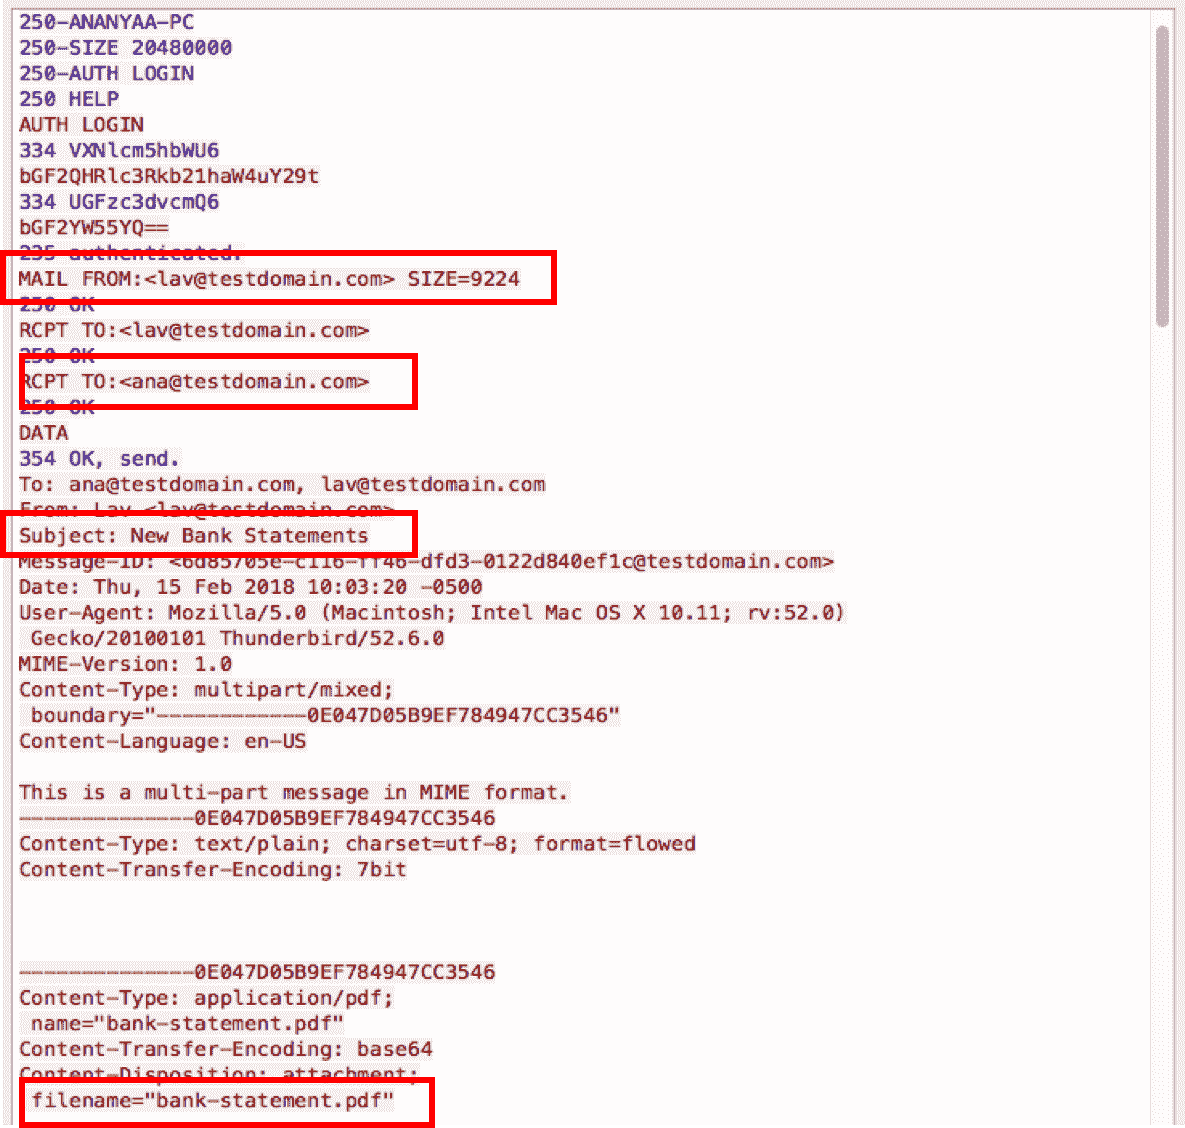 250-ANANYAA-PC
250-SIZE 20480000
250-AUTH LOGIN
250 HELP
AUTH LOGIN
334 VXNlcm5hbWU6
bGF2QHRlc3Rkb21haW4uY29t
334 UGFzc3dvcmQ6
bGF2YW55YQ==
235 authenticated.
MAIL FROM:<lav@testdomain.com> SIZE=9224
250 OK
RCPT TO:<lav@testdomain.com>
250 OK
RCPT TO:<ana@testdomain.com>
250 OK
DATA
354 OK, send.
To: ana@testdomain.com, lav@testdomain.com
From: Lav <lav@testdomain.com>
Subject: New Bank Statements
Message-ID: <6d85705e-c116-ff46-dfd3-0122d840ef1c@testdomain.com>
Date: Thu, 15 Feb 2018 10:03:20 -0500
User-Agent: Mozilla/5.0 (Macintosh; Intel Mac OS X 10.11; rv:52.0)
Gecko/20100101 Thunderbird/52.6.0
MIME-Version: 1.0
Content-Type: multipart/mixed;
boundary="------------0E047D05B9EF784947CC3546"
Content-Language: en-US
This is a multi-part message in MIME format.
--------------0E047D05B9EF784947CC3546
Content-Type: text/plain; charset=utf-8; format=flowed
Content-Transfer-Encoding: 7bit
--------------0E047D05B9EF784947CC3546
Content-Type: application/pdf;
name="bank-statement.pdf"
Content-Transfer-Encoding: base64
Content-Disposition: attachment;
filename="bank-statement.pdf"